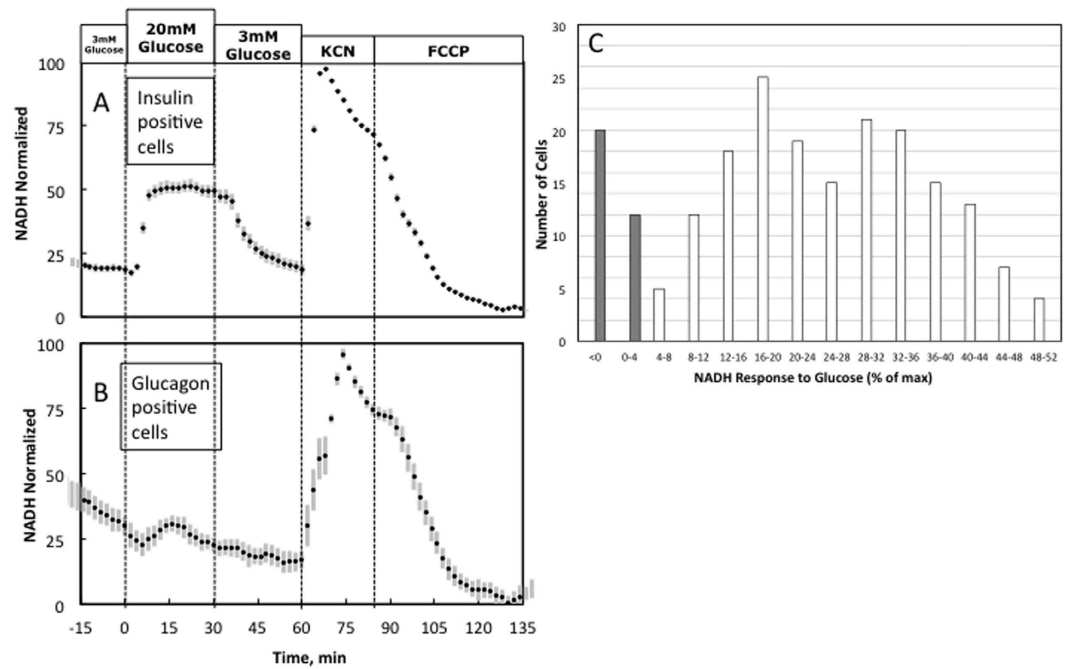 3mM
Glucose
20mM
Glucose
3mM
Glucose
KCN
FCCP
A
Insulin
positive
cells
NADH Normalized
100
75
50
25
0
B
Glucagon
positive
cells
NADH Normalized
100
75
50
25
0
-15 0 15 30 45 60 75 90 105 120 135
Time, min
C
Number of Cells
30
25
20
15
10
5
0
<0 0-4 4-8 8-12 12-16 16-20 20-24 24-28 28-32 32-36 36-40 40-44 44-48 48-52
NADH Response to Glucose (% of max)